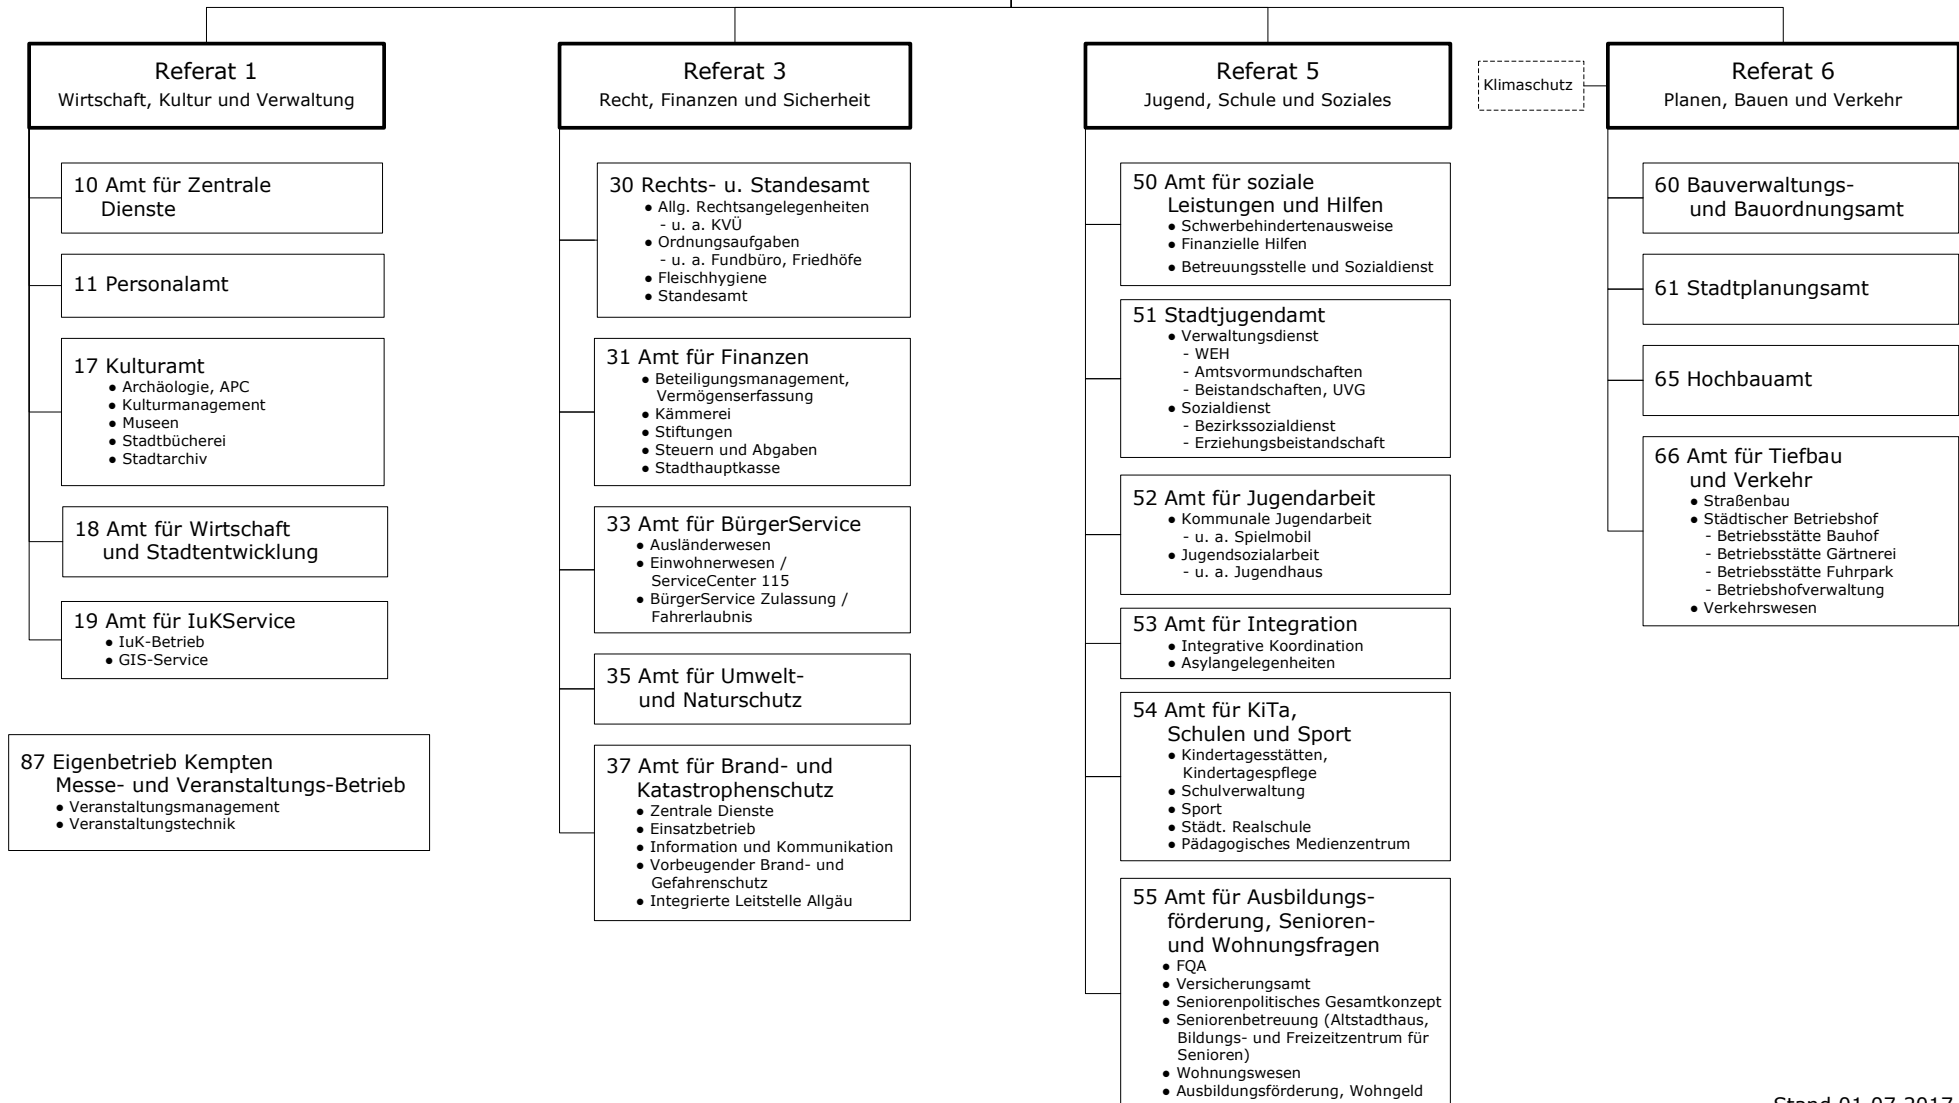 Referat 1
Wirtschaft, Kultur und Verwaltung
10 Amt für Zentrale
Dienste
11 Personalamt
17 Kulturamt
● Archäologie, APC
● Kulturmanagement
● Museen
● Stadtbücherei
● Stadtarchiv
18 Amt für Wirtschaft
und Stadtentwicklung
19 Amt für IuKService
● IuK-Betrieb
● GIS-Service
87 Eigenbetrieb Kempten
Messe- und Veranstaltungs-Betrieb
● Veranstaltungsmanagement
● Veranstaltungstechnik
Referat 3
Recht, Finanzen und Sicherheit
30 Rechts- u. Standesamt
● Allg. Rechtsangelegenheiten
- u. a. KVÜ
● Ordnungsaufgaben
- u. a. Fundbüro, Friedhöfe
● Fleischhygiene
● Standesamt
31 Amt für Finanzen
● Beteiligungsmanagement,
Vermögenserfassung
● Kämmerei
● Stiftungen
● Steuern und Abgaben
● Stadthauptkasse
33 Amt für BürgerService
● Ausländerwesen
● Einwohnerwesen /
ServiceCenter 115
● BürgerService Zulassung /
Fahrerlaubnis
35 Amt für Umwelt-
und Naturschutz
37 Amt für Brand- und
Katastrophenschutz
● Zentrale Dienste
● Einsatzbetrieb
● Information und Kommunikation
● Vorbeugender Brand- und
Gefahrenschutz
● Integrierte Leitstelle Allgäu
Referat 5
Jugend, Schule und Soziales
50 Amt für soziale
Leistungen und Hilfen
● Schwerbehindertenausweise
● Finanzielle Hilfen
● Betreuungsstelle und Sozialdienst
51 Stadtjugendamt
● Verwaltungsdienst
- WEH
- Amtsvormundschaften
- Beistandschaften, UVG
● Sozialdienst
- Bezirkssozialdienst
- Erziehungsbeistandschaft
52 Amt für Jugendarbeit
● Kommunale Jugendarbeit
- u. a. Spielmobil
● Jugendsozialarbeit
- u. a. Jugendhaus
53 Amt für Integration
● Integrative Koordination
● Asylangelegenheiten
54 Amt für KiTa,
Schulen und Sport
● Kindertagesstätten,
Kindertagespflege
● Schulverwaltung
● Sport
● Städt. Realschule
● Pädagogisches Medienzentrum
55 Amt für Ausbildungs-
förderung, Senioren-
und Wohnungsfragen
● FQA
● Versicherungsamt
● Seniorenpolitisches Gesamtkonzept
● Seniorenbetreuung (Altstadthaus,
Bildungs- und Freizeitzentrum für
Senioren)
● Wohnungswesen
● Ausbildungsförderung, Wohngeld
Klimaschutz
Referat 6
Planen, Bauen und Verkehr
60 Bauverwaltungs-
und Bauordnungsamt
61 Stadtplanungsamt
65 Hochbauamt
66 Amt für Tiefbau
und Verkehr
● Straßenbau
● Städtischer Betriebshof
- Betriebsstätte Bauhof
- Betriebsstätte Gärtnerei
- Betriebsstätte Fuhrpark
- Betriebshofverwaltung
● Verkehrswesen
Stand 01.07.2017